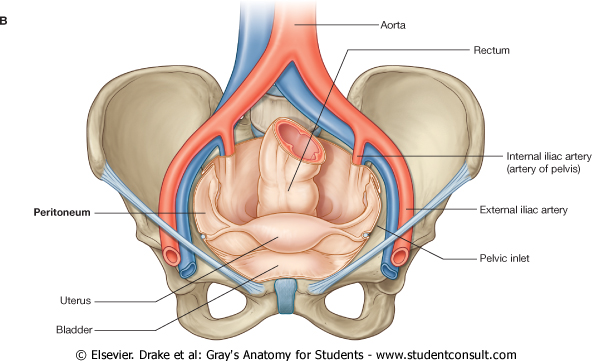 B
Aorta
Rectum
Internal iliac artery
(artery of pelvis)
Peritoneum
External iliac artery
Pelvic inlet
Uterus
Bladder
© Elsevier. Drake et al: Gray's Anatomy for Students - www.studentconsult.com